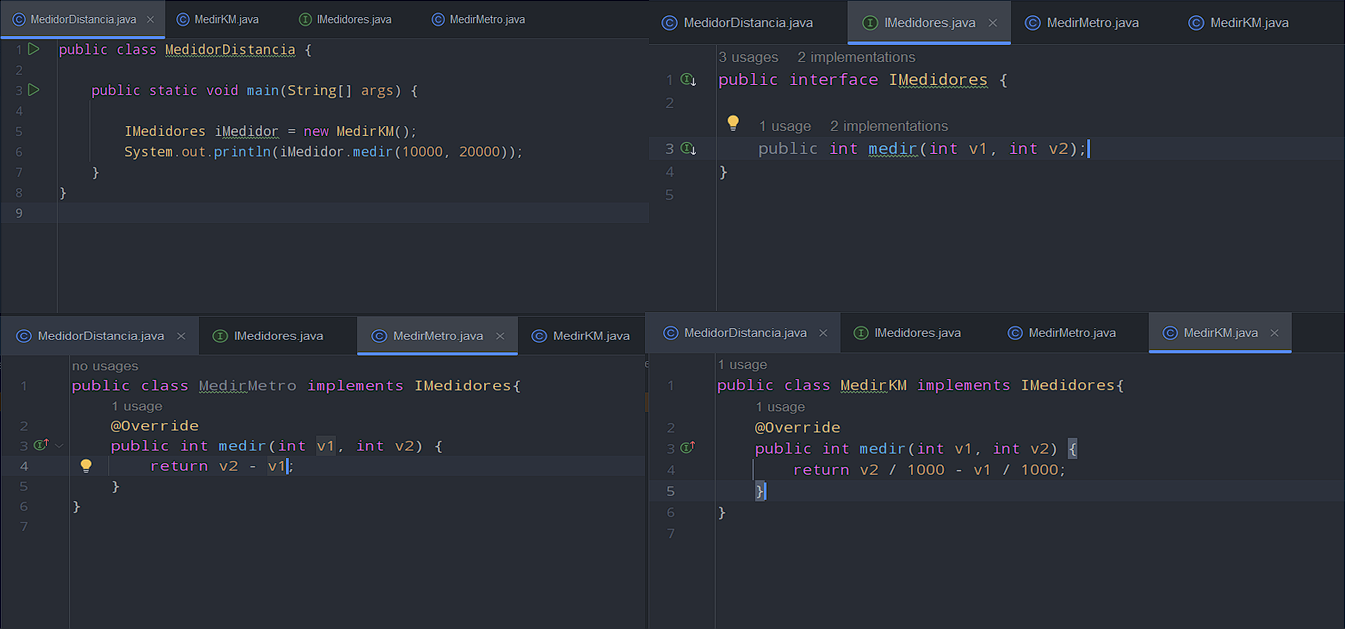 MedidorDistancia.java MedirKM.java IMedidores.java MedirMetro.java
1 public class MedidorDistancia {
2
3 public static void main(String[] args) {
4
5 IMedidores iMedidor = new MedirKM();
6 System.out.println(iMedidor.medir(10000, 20000));
7 }
8 }
9
MedidorDistancia.java IMedidores.java MedirMetro.java MedirKM.java
3 usages 2 implementations
1 public interface IMedidores {
2
1 usage 2 implementations
3 public int medir(int v1, int v2);
4 }
5
MedidorDistancia.java IMedidores.java MedirMetro.java MedirKM.java
no usages
1 public class MedirMetro implements IMedidores{
1 usage
2 @Override
3 public int medir(int v1, int v2) {
4 return v2 - v1;
5 }
6 }
7
MedidorDistancia.java IMedidores.java MedirMetro.java MedirKM.java
1 usage
1 public class MedirKM implements IMedidores{
1 usage
2 @Override
3 public int medir(int v1, int v2) {
4 return v2 / 1000 - v1 / 1000;
5 }
6 }
7